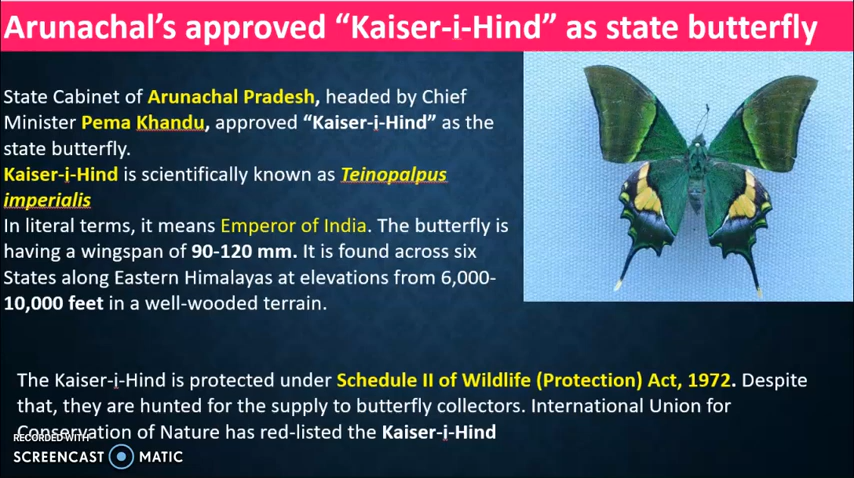 Arunachal's approved “Kaiser-i-Hind” as state butterfly
State Cabinet of Arunachal Pradesh, headed by Chief
Minister Pema Khandu, approved “Kaiser-i-Hind” as the
state butterfly.
Kaiser-i-Hind is scientifically known as Teinopalpus
imperialis
In literal terms, it means Emperor of India. The butterfly is
having a wingspan of 90-120 mm. It is found across six
States along Eastern Himalayas at elevations from 6,000-
10,000 feet in a well-wooded terrain.
The Kaiser-i-Hind is protected under Schedule II of Wildlife (Protection) Act, 1972. Despite
that, they are hunted for the supply to butterfly collectors. International Union for
Conservation of Nature has red-listed the Kaiser-i-Hind
RECORDED WITH
SCREENCAST MATIC